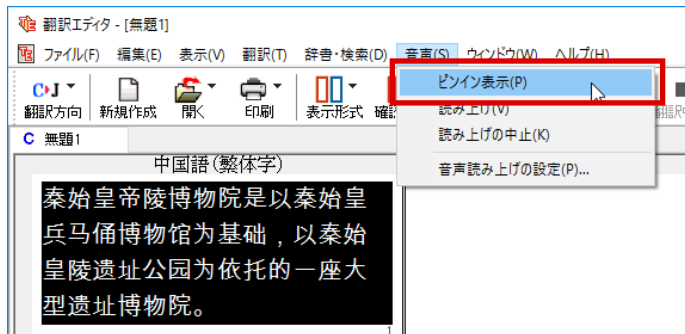 翻訳エディタ - [無題1]
ファイル(F) 編集(E) 表示(V) 翻訳(T) 辞書・検索(D) 音声(S) ウィンドウ(W) ヘルプ(H)
ピンイン表示(P)
読み上げ(V)
読み上げの中止(K)
音声読み上げの設定(P)...
C J
翻訳方向 新規作成 開く 印刷 表示形式
C 無題1
中国語(繁体字)
秦始皇帝陵博物院是以秦始皇
兵马俑博物馆为基础，以秦始
皇陵遗址公园为依托的一座大
型遗址博物院。
1